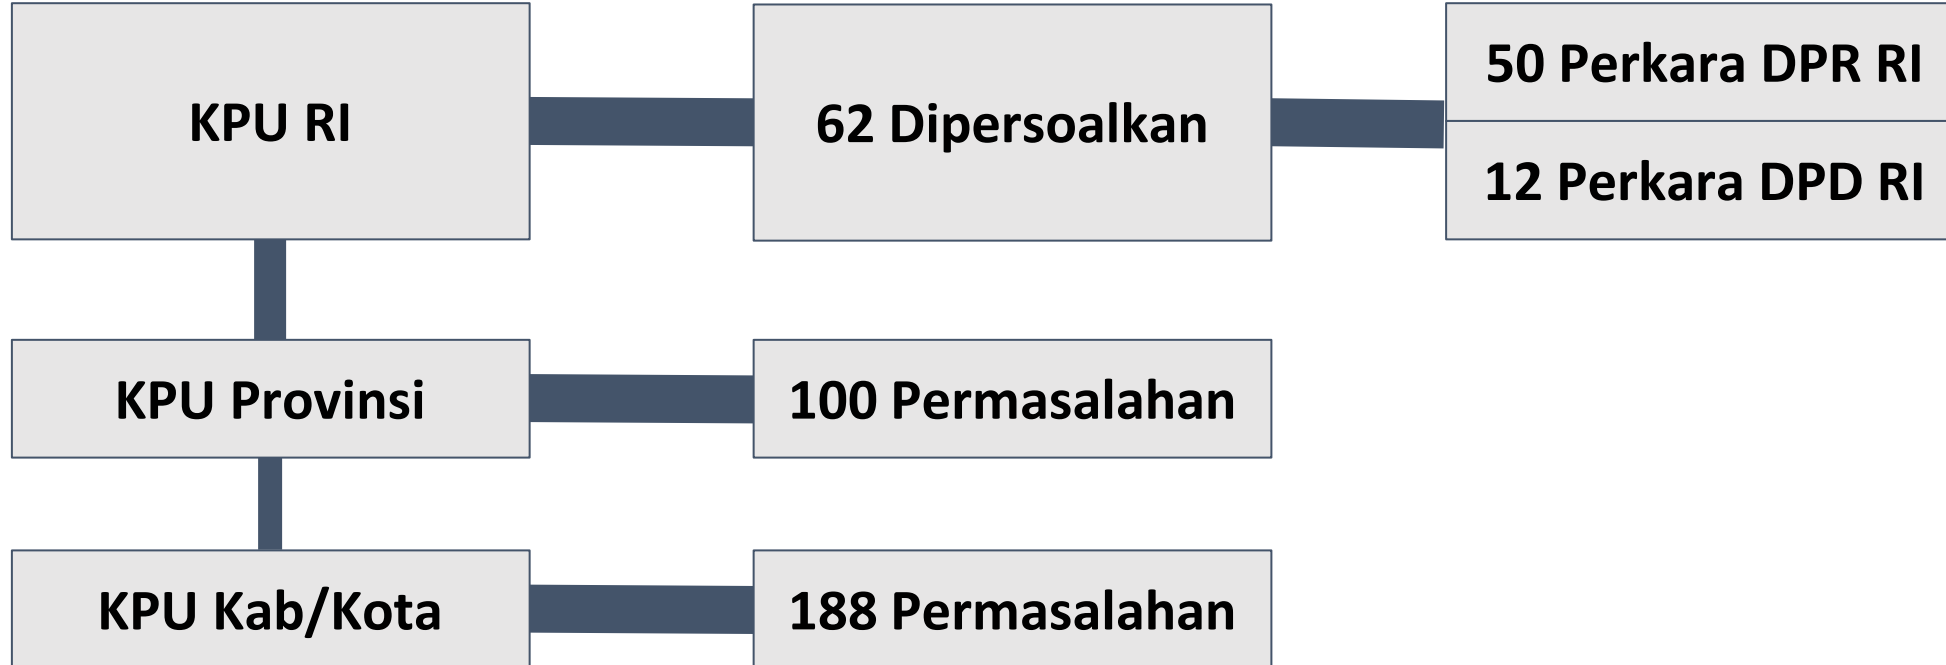 KPU RI
62 Dipersoalkan
50 Perkara DPR RI
12 Perkara DPD RI
KPU Provinsi
100 Permasalahan
KPU Kab/Kota
188 Permasalahan